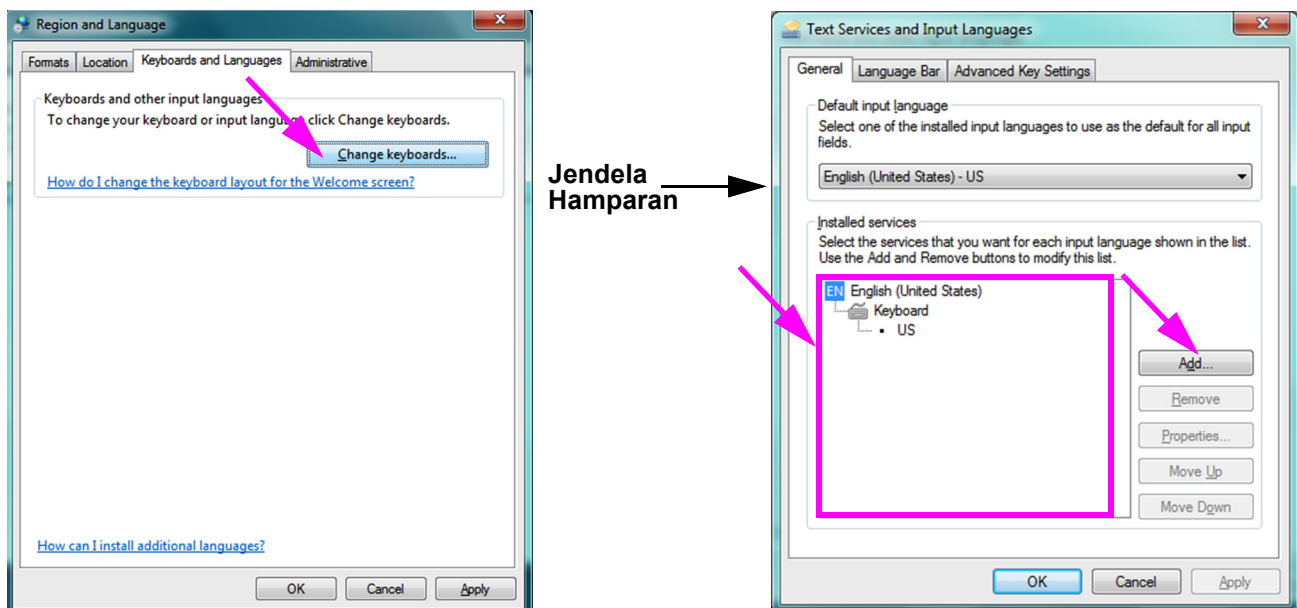 Region and Language
Formats Location Keyboards and Languages Administrative
Keyboards and other input languages
To change your keyboard or input language click Change keyboards.
Change keyboards...
How do I change the keyboard layout for the Welcome screen?
How can I install additional languages?
OK Cancel Apply
Jendela
Hamparan
Text Services and Input Languages
General Language Bar Advanced Key Settings
Default input language
Select one of the installed input languages to use as the default for all input
fields.
English (United States) - US
Installed services
Select the services that you want for each input language shown in the list.
Use the Add and Remove buttons to modify this list.
EN English (United States)
Keyboard
US
Add...
Remove
Properties...
Move Up
Move Down
OK Cancel Apply